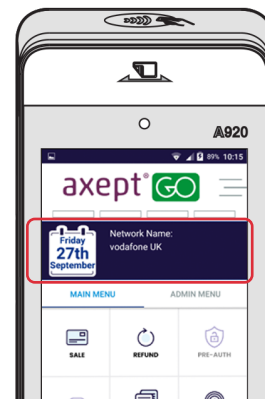 A920
89% 10:15
axept° GO
Friday
27th
September
Network Name:
vodafone UK
MAIN MENU
ADMIN MENU
SALE
REFUND
PRE-AUTH